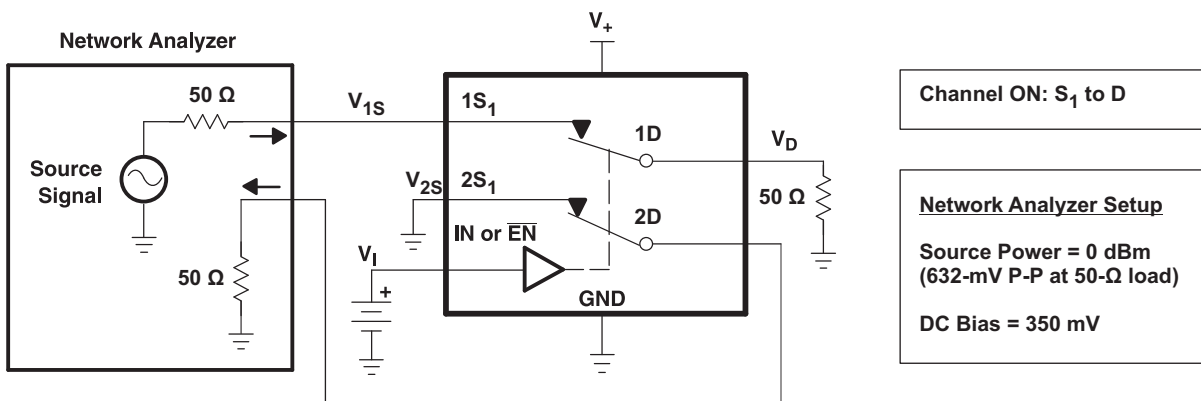 Network Analyzer
50 Ω
Source
Signal
50 Ω
V1S
V2S
VI
+
V+
1S1
2S1
IN or E̅N̅
GND
1D
2D
VD
50 Ω
Channel ON: S1 to D
Network Analyzer Setup
Source Power = 0 dBm
(632-mV P-P at 50-Ω load)
DC Bias = 350 mV